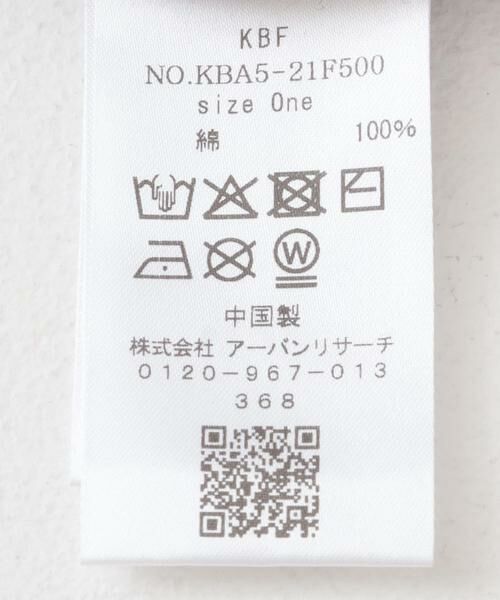 KBF
NO.KBA5-21F500
size One
綿 100%
W
中国製
株式会社 アーバンリサーチ
0120-967-013
368